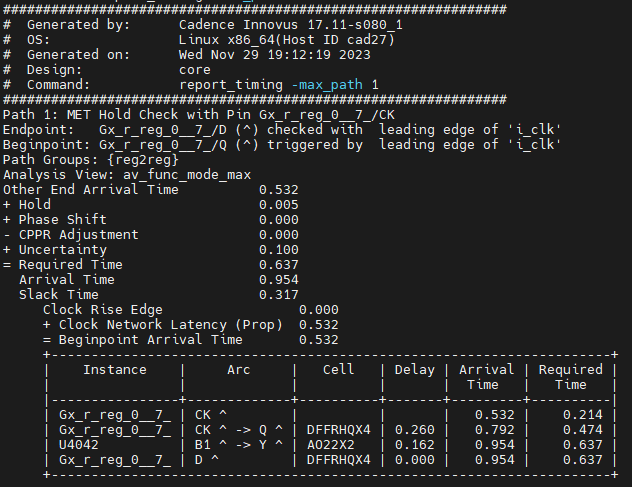 ###############################################################
#  Generated by:      Cadence Innovus 17.11-s080_1
#  OS:                Linux x86_64(Host ID cad27)
#  Generated on:      Wed Nov 29 19:12:19 2023
#  Design:            core
#  Command:           report_timing -max_path 1
###############################################################
Path 1: MET Hold Check with Pin Gx_r_reg_0__7_/CK
Endpoint:   Gx_r_reg_0__7_/D (^) checked with  leading edge of 'i_clk'
Beginpoint: Gx_r_reg_0__7_/Q (^) triggered by  leading edge of 'i_clk'
Path Groups: {reg2reg}
Analysis View: av_func_mode_max
Other End Arrival Time          0.532
+ Hold                          0.005
+ Phase Shift                   0.000
- CPPR Adjustment               0.000
+ Uncertainty                   0.100
= Required Time                 0.637
  Arrival Time                  0.954
  Slack Time                    0.317
     Clock Rise Edge                      0.000
     + Clock Network Latency (Prop)       0.532
     = Beginpoint Arrival Time            0.532
     +----------------------------------------------------------------------+
     |    Instance    |     Arc     |   Cell    | Delay | Arrival | Required |
     |                |             |           |       |  Time   |   Time   |
     |----------------+-------------+-----------+-------+---------+----------|
     | Gx_r_reg_0__7_ | CK ^        |           |       |   0.532 |    0.214 |
     | Gx_r_reg_0__7_ | CK ^ -> Q ^ | DFFRHQX4  | 0.260 |   0.792 |    0.474 |
     | U4042          | B1 ^ -> Y ^ | AO22X2    | 0.162 |   0.954 |    0.637 |
     | Gx_r_reg_0__7_ | D ^         | DFFRHQX4  | 0.000 |   0.954 |    0.637 |
     +----------------------------------------------------------------------+